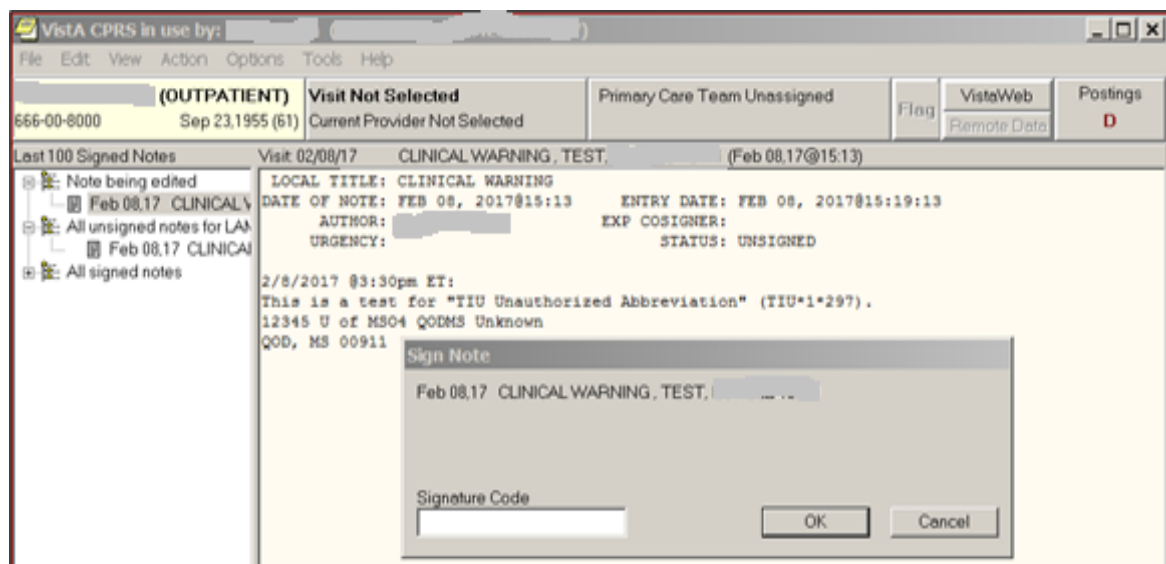 VistA CPRS in use by: ( )
File Edit View Action Options Tools Help
(OUTPATIENT) Visit Not Selected Primary Care Team Unassigned Flag VistaWeb Postings
666-00-8000 Sep 23,1955 (61) Current Provider Not Selected Remote Data D
Last 100 Signed Notes Visit: 02/08/17 CLINICAL WARNING , TEST, (Feb 08,17@15:13)
Note being edited
Feb 08,17 CLINICAL
All unsigned notes for LAN
Feb 08,17 CLINICAL
All signed notes
LOCAL TITLE: CLINICAL WARNING
DATE OF NOTE: FEB 08, 2017@15:13 ENTRY DATE: FEB 08, 2017@15:19:13
AUTHOR: EXP COSIGNER:
URGENCY: STATUS: UNSIGNED
2/8/2017 @3:30pm ET:
This is a test for "TIU Unauthorized Abbreviation" (TIU*1*297).
12345 U of MSO4 QODMS Unknown
QOD, MS 00911
Sign Note
Feb 08,17 CLINICAL WARNING , TEST,
Signature Code
OK Cancel